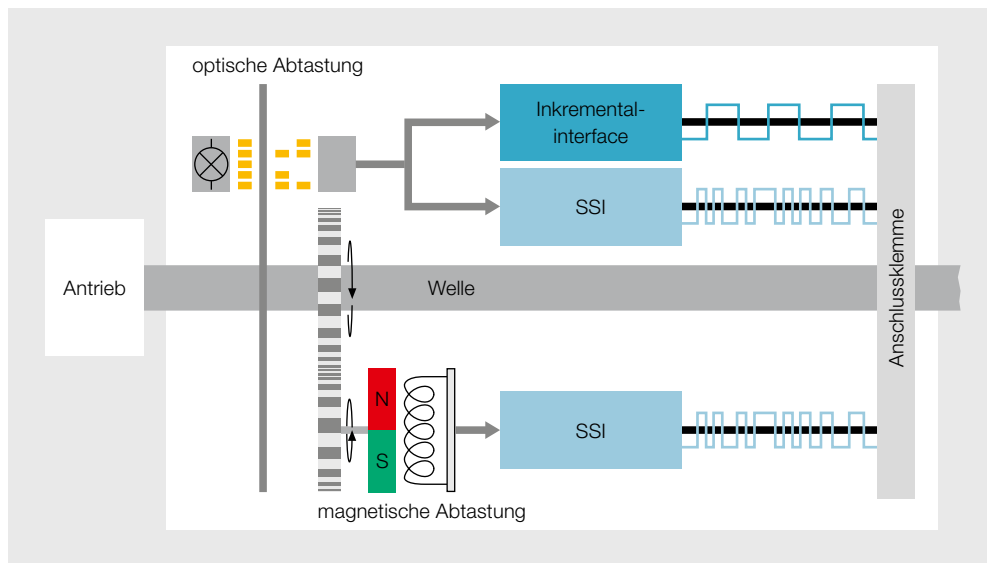 optische Abtastung
Inkremental-
interface
SSI
Antrieb
Welle
Anschlussklemme
N
S
SSI
magnetische Abtastung